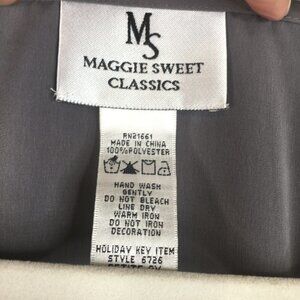 MS
MAGGIE SWEET
CLASSICS
RN21661
MADE IN CHINA
100%POLYESTER
HAND WASH
GENTLY
DO NOT BLEACH
LINE DRY
WARM IRON
DO NOT IRON
DECORATION
HOLIDAY KEY ITEM
STYLE 6726